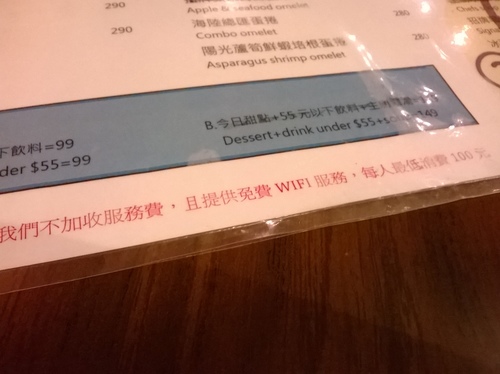 Apple & seafood omelet
290
海陸總匯蛋捲
280
Combo omelet
陽光蘆筍鮮蝦培根蛋捲
Asparagus shrimp omelet
下飲料=99
der $55=99
B.今日甜點+55元以下飲料+生
Dessert+drink under $55+s 149
我們不加收服務費，且提供免費 WIFI 服務，每人最低消費 100 元